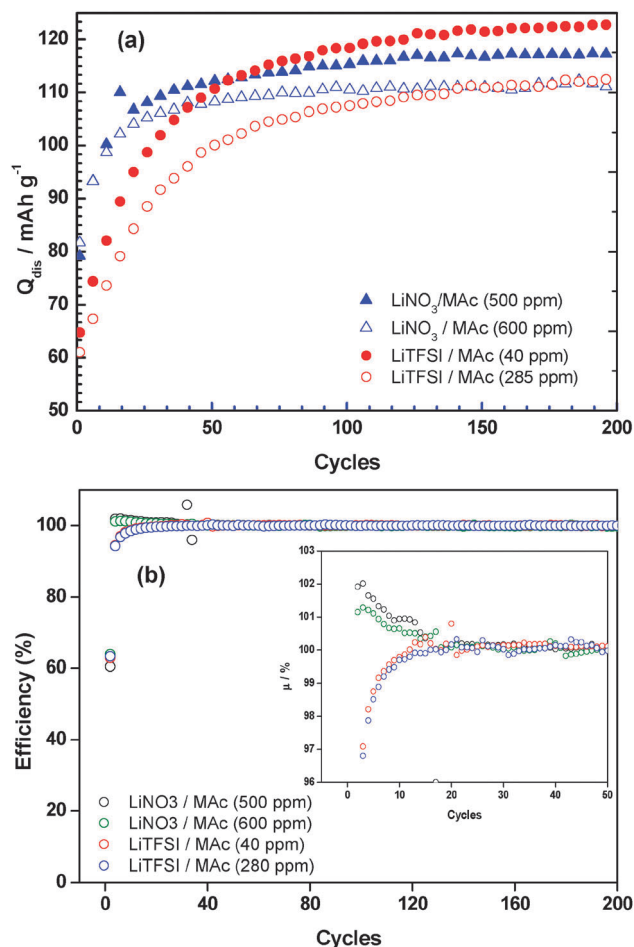 (a)
120
110
100
90
80
70
60
50
Q_dis / mAh g⁻¹
LiNO₃/MAc (500 ppm)
LiNO₃ / MAc (600 ppm)
LiTFSI / MAc (40 ppm)
LiTFSI / MAc (285 ppm)
0 50 100 150 200
Cycles
(b)
100
80
60
40
20
0
Efficiency (%)
103
102
101
100
99
98
97
96
μ / %
0 10 20 30 40 50
Cycles
LiNO3 / MAc (500 ppm)
LiNO3 / MAc (600 ppm)
LiTFSI / MAc (40 ppm)
LiTFSI / MAc (280 ppm)
0 40 80 120 160 200
Cycles